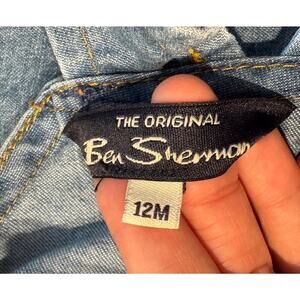 THE ORIGINAL
Ben Sherman
12M